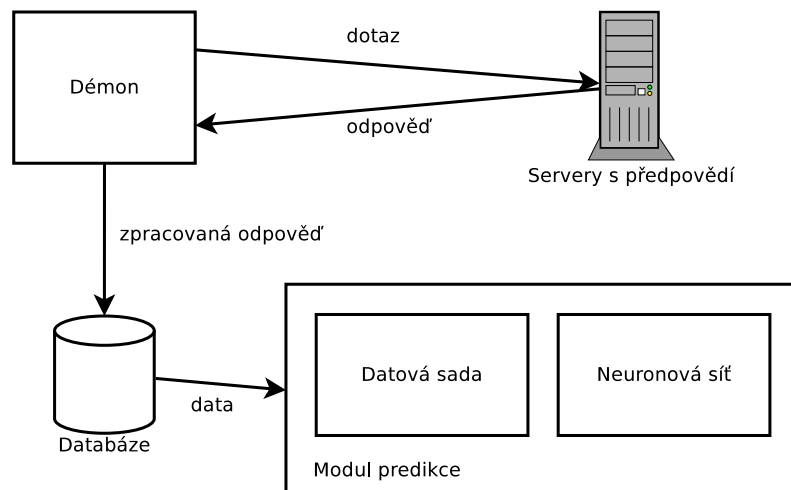 dotaz
Démon
odpověď
Servery s předpovědí
zpracovaná odpověď
Datová sada
Neuronová síť
data
Databáze
Modul predikce